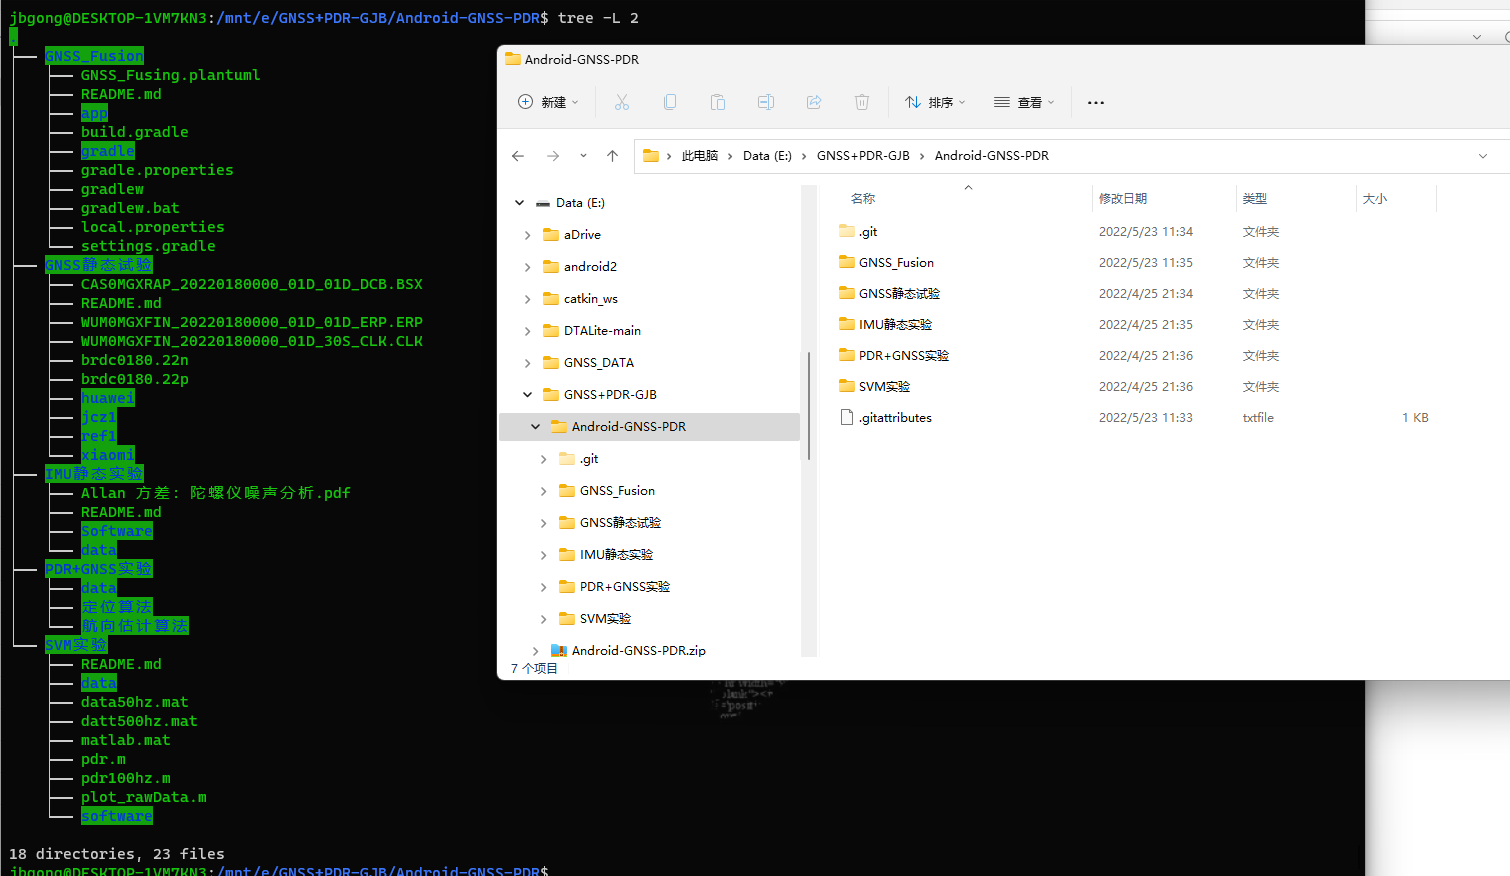 jbgong@DESKTOP-1VM7KN3:/mnt/e/GNSS+PDR-GJB/Android-GNSS-PDR$ tree -L 2
.
├── GNSS_Fusion
│   ├── GNSS_Fusing.plantuml
│   ├── README.md
│   ├── app
│   ├── build.gradle
│   ├── gradle
│   ├── gradle.properties
│   ├── gradlew
│   ├── gradlew.bat
│   ├── local.properties
│   └── settings.gradle
├── GNSS静态试验
│   ├── CAS0MGXRAP_20220180000_01D_01D_DCB.BSX
│   ├── README.md
│   ├── WUM0MGXFIN_20220180000_01D_01D_ERP.ERP
│   ├── WUM0MGXFIN_20220180000_01D_30S_CLK.CLK
│   ├── brdc0180.22n
│   ├── brdc0180.22p
│   ├── huawei
│   ├── jcz1
│   ├── ref1
│   └── xiaomi
├── IMU静态实验
│   ├── Allan 方差：陀螺仪噪声分析.pdf
│   ├── README.md
│   ├── Software
│   └── data
├── PDR+GNSS实验
│   ├── data
│   ├── 定位算法
│   └── 航向估计算法
└── SVM实验
    ├── README.md
    ├── data
    ├── data50hz.mat
    ├── datt500hz.mat
    ├── matlab.mat
    ├── pdr.m
    ├── pdr100hz.m
    ├── plot_rawData.m
    └── software
18 directories, 23 files
jbgong@DESKTOP-1VM7KN3:/mnt/e/GNSS+PDR-GJB/Android-GNSS-PDR$
Android-GNSS-PDR
新建 排序 查看 ...
此电脑 > Data (E:) > GNSS+PDR-GJB > Android-GNSS-PDR
Data (E:)
aDrive
android2
catkin_ws
DTALite-main
GNSS_DATA
GNSS+PDR-GJB
Android-GNSS-PDR
.git
GNSS_Fusion
GNSS静态试验
IMU静态实验
PDR+GNSS实验
SVM实验
Android-GNSS-PDR.zip
名称 修改日期 类型 大小
.git 2022/5/23 11:34 文件夹
GNSS_Fusion 2022/5/23 11:35 文件夹
GNSS静态试验 2022/4/25 21:34 文件夹
IMU静态实验 2022/4/25 21:35 文件夹
PDR+GNSS实验 2022/4/25 21:36 文件夹
SVM实验 2022/4/25 21:36 文件夹
.gitattributes 2022/5/23 11:33 txtfile 1 KB
7 个项目